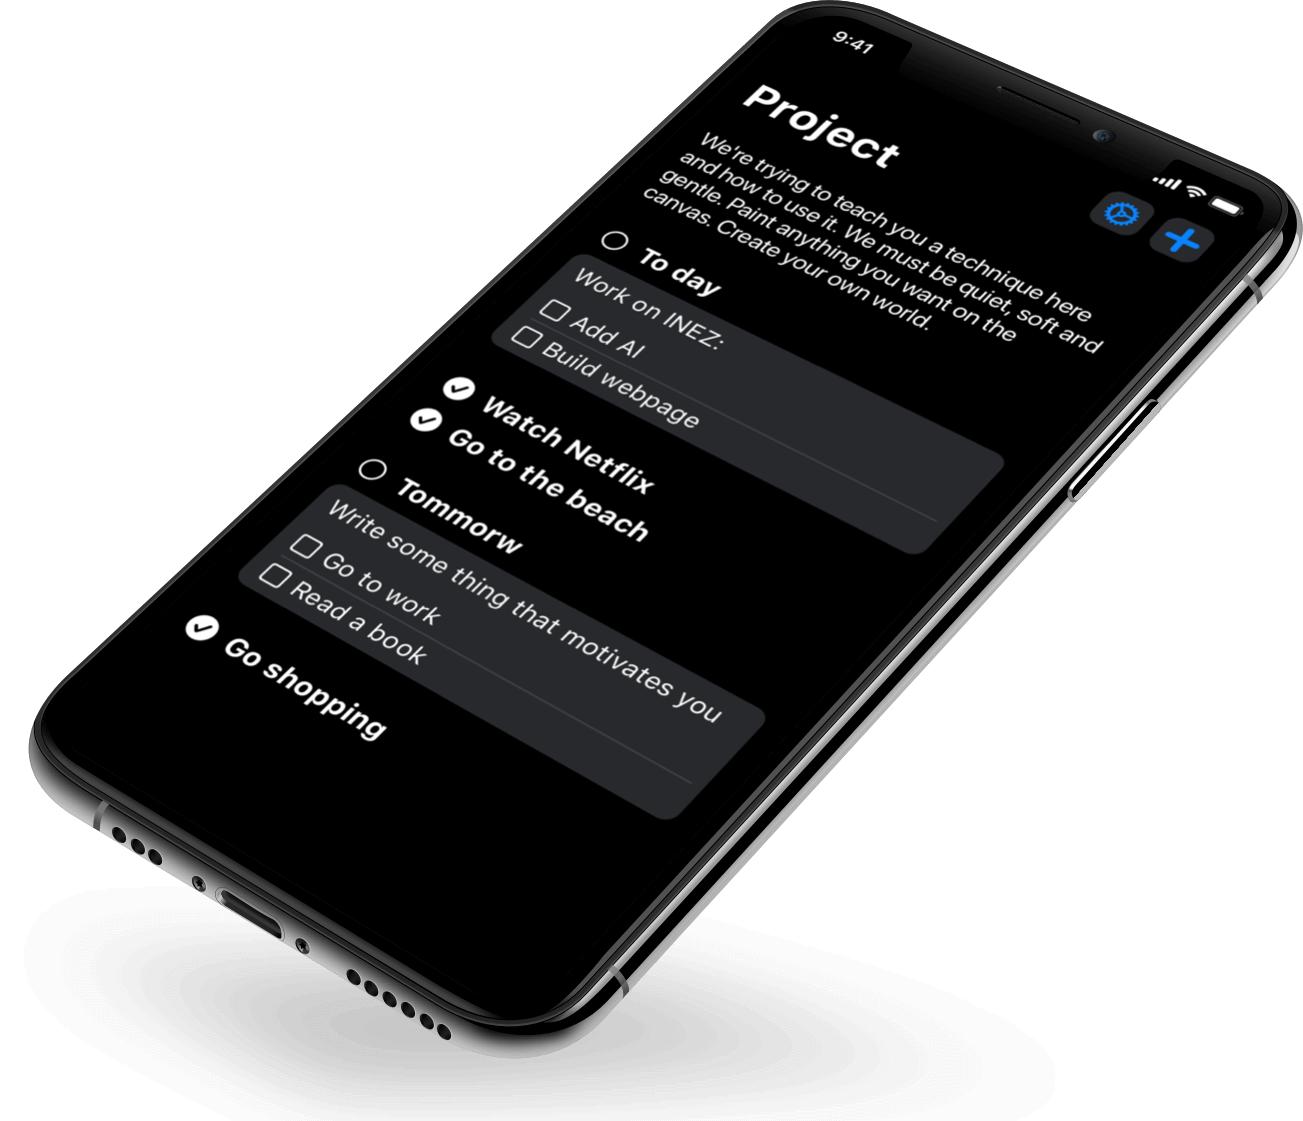 9:41
Project
We're trying to teach you a technique here
and how to use it. We must be quiet, soft and
gentle. Paint anything you want on the
canvas. Create your own world.
To day
Work on INEZ:
Add AI
Build webpage
Watch Netflix
Go to the beach
Tommorw
Write some thing that motivates you
Go to work
Read a book
Go shopping